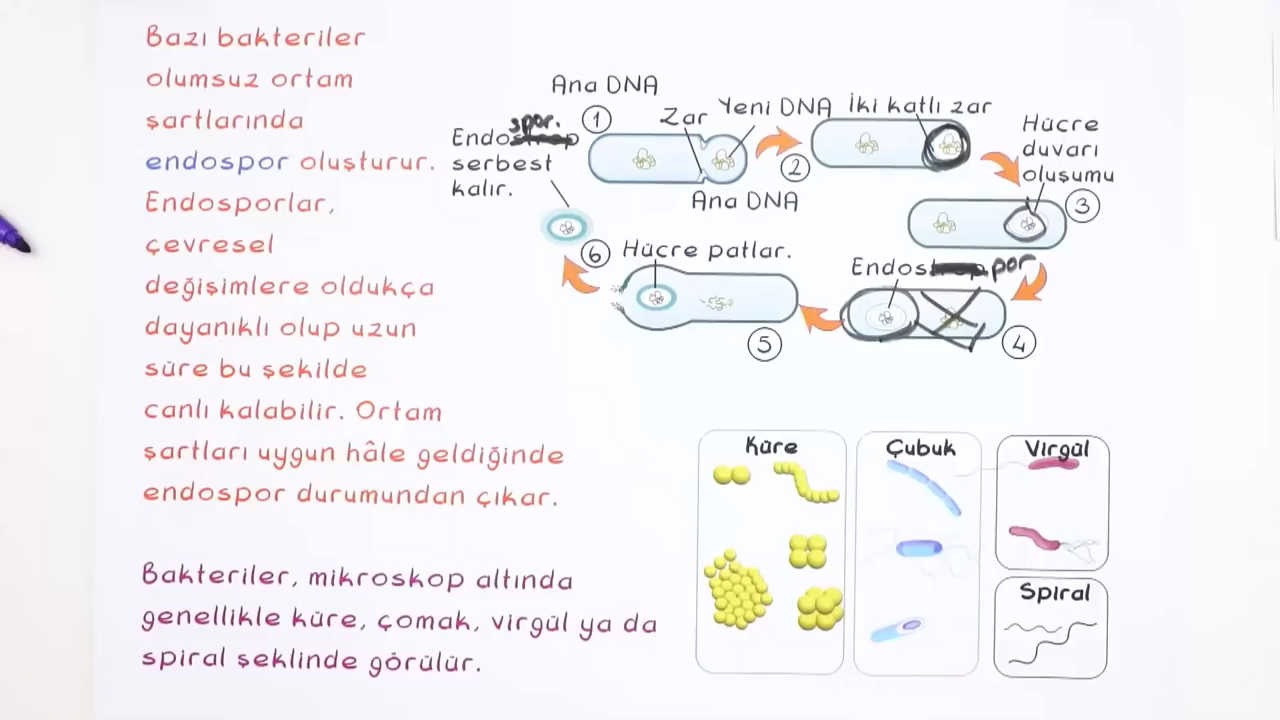 Bazı bakteriler
olumsuz ortam
şartlarında
endospor oluşturur.
Endosporlar,
çevresel
değişimlere oldukça
dayanıklı olup uzun
süre bu şekilde
canlı kalabilir. Ortam
şartları uygun hâle geldiğinde
endospor durumundan çıkar.
Bakteriler, mikroskop altında
genellikle küre, çomak, virgül ya da
spiral şeklinde görülür.
Ana DNA
1
Zar
Yeni DNA
Ana DNA
2
İki katlı zar
3
Hücre
duvarı
oluşumu
4
Endospor
5
Hücre patlar.
6
Endospor.
serbest
kalır.
Küre
Çubuk
Virgül
Spiral